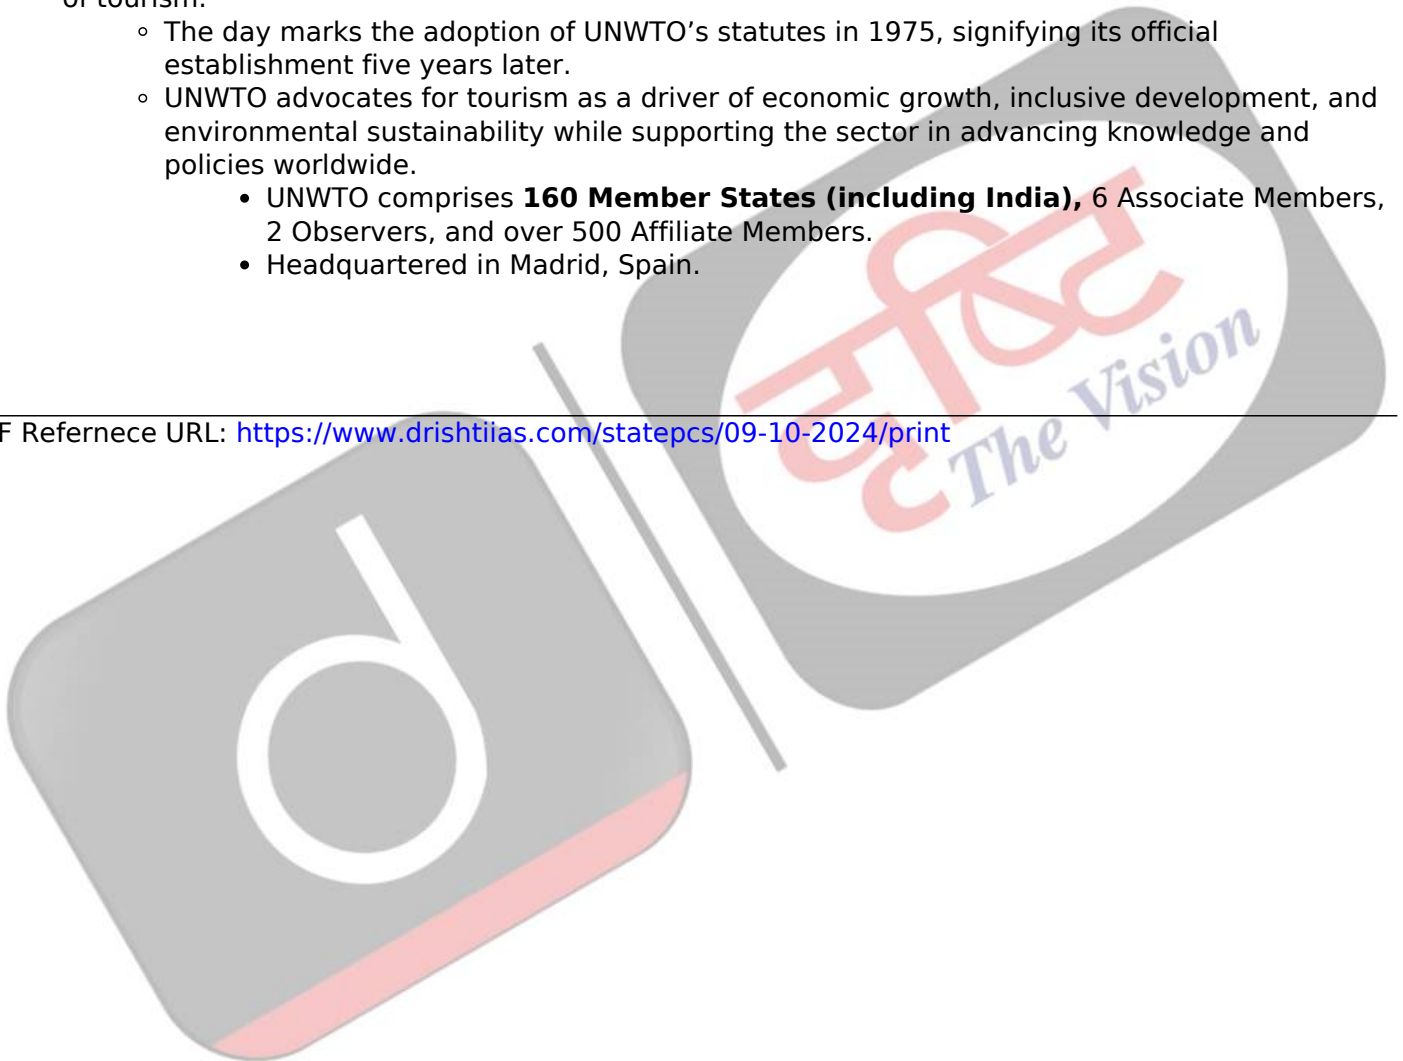 of tourism.
The day marks the adoption of UNWTO’s statutes in 1975, signifying its official
establishment five years later.
UNWTO advocates for tourism as a driver of economic growth, inclusive development, and
environmental sustainability while supporting the sector in advancing knowledge and
policies worldwide.
UNWTO comprises 160 Member States (including India), 6 Associate Members,
2 Observers, and over 500 Affiliate Members.
Headquartered in Madrid, Spain.
दृष्टि
The Vision
F Refernece URL: https://www.drishtiias.com/statepcs/09-10-2024/print
d